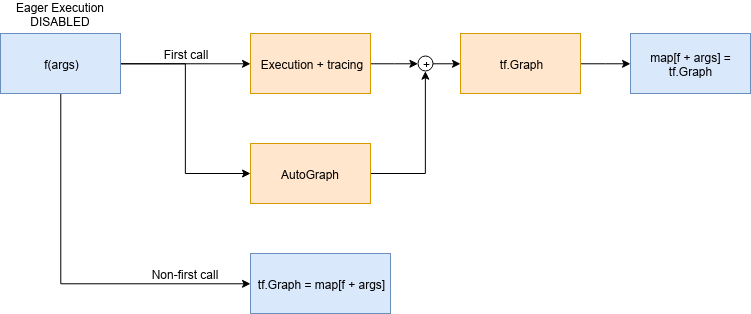 Eager Execution
DISABLED
f(args)
First call
Execution + tracing
+
tf.Graph
map[f + args] =
tf.Graph
AutoGraph
Non-first call
tf.Graph = map[f + args]